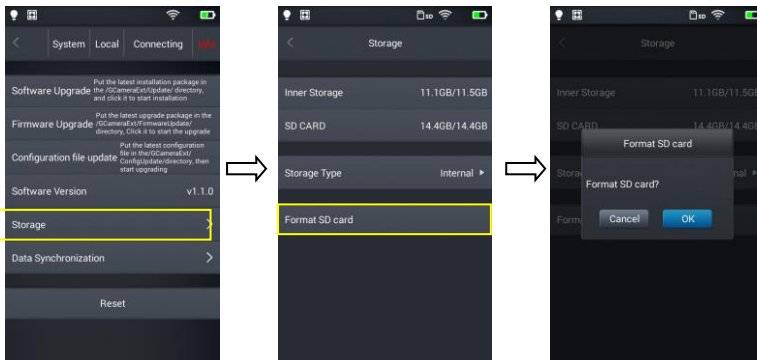 System Local Connecting Info
Software Upgrade
Put the latest installation package in
the /GCameraExt/Update/ directory,
and click it to start installation
Firmware Upgrade
Put the latest upgrade package in the
/GCameraExt/FirmwareUpdate/
directory, Click it to start the upgrade
Configuration file update
Put the latest configuration
file in the/GCameraExt/
ConfigUpdate/directory, then
start upgrading
Software Version v1.1.0
Storage
Data Synchronization
Reset
SD
Storage
Inner Storage 11.1GB/11.5GB
SD CARD 14.4GB/14.4GB
Storage Type Internal
Format SD card
SD
Storage
Inner Storage 11.1GB/11.5G
SD CARD 14.4GB/14.4G
Format SD card
Format SD card?
Cancel OK